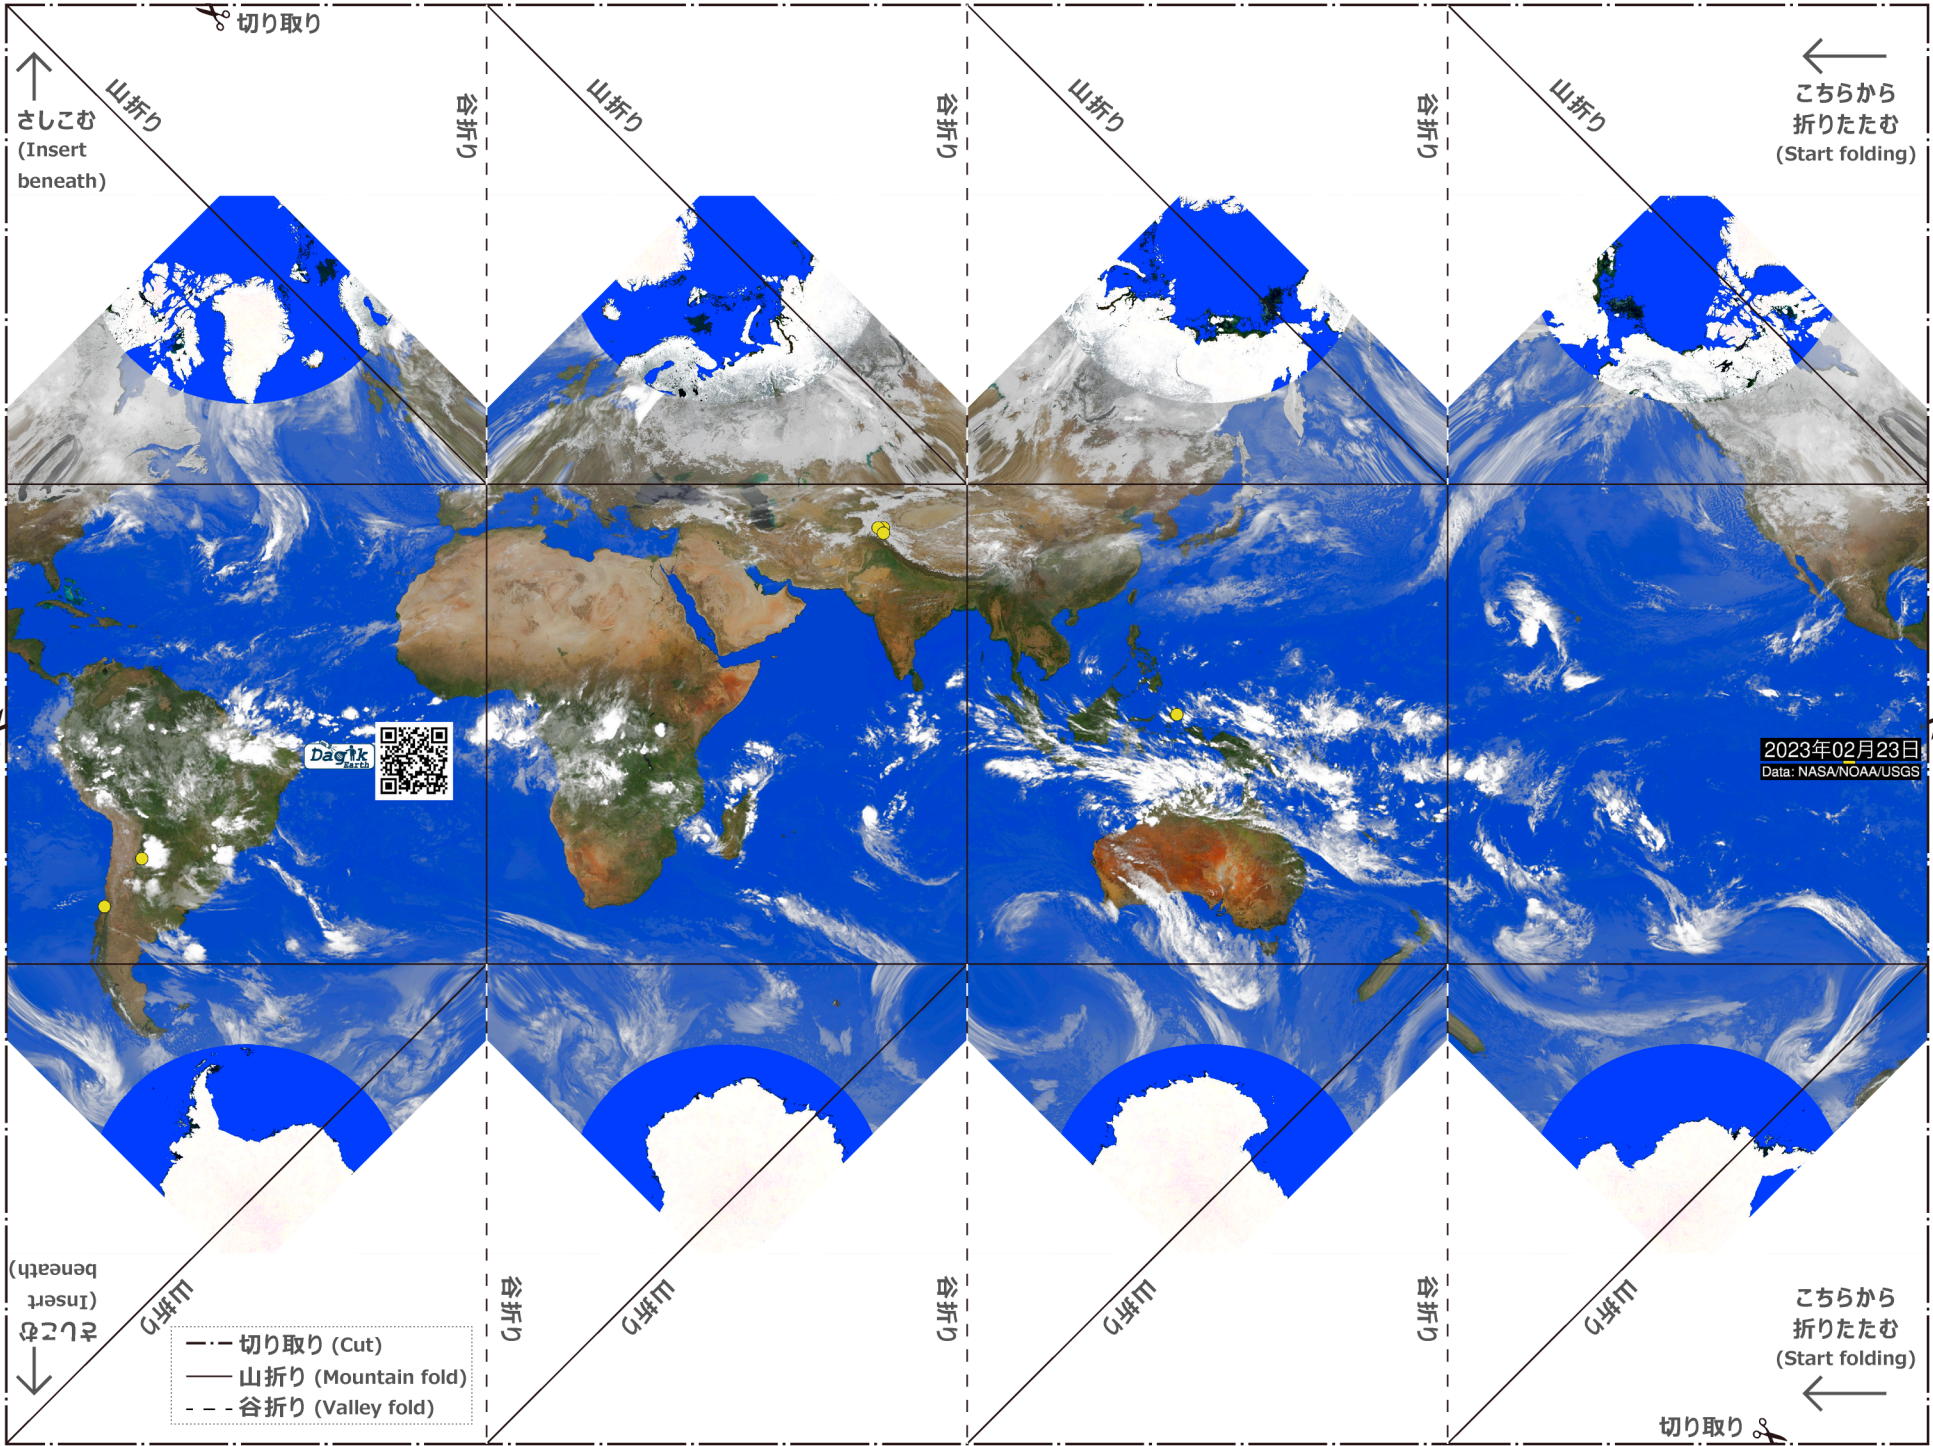 切り取り
山折り
谷折り
山折り
谷折り
山折り
谷折り
山折り
さしこむ
(Insert
beneath)
こちらから
折りたたむ
(Start folding)
Dagik
Earth
2023年02月23日
Data: NASA/NOAA/USGS
さしこむ
(Insert
beneath)
山折り
谷折り
山折り
谷折り
山折り
谷折り
山折り
こちらから
折りたたむ
(Start folding)
切り取り (Cut)
山折り (Mountain fold)
谷折り (Valley fold)
切り取り